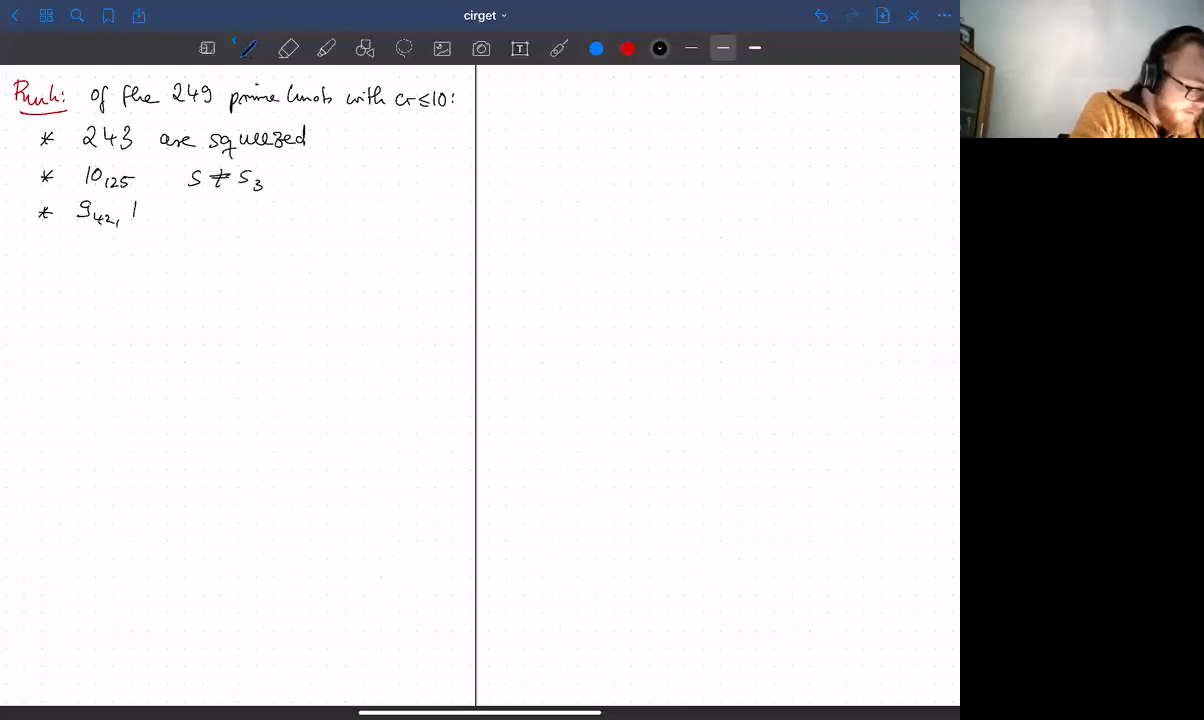 cirget
Rmk: of the 249 prime knots with cr ≤ 10:
* 243 are squeezed
* 10₁₂₅ s ≠ s₃
* 9₄₂, 1